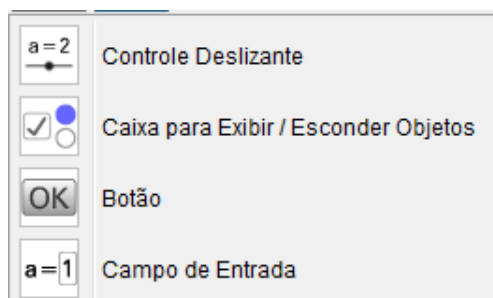 a=2
Controle Deslizante
Caixa para Exibir / Esconder Objetos
OK
Botão
a=1
Campo de Entrada